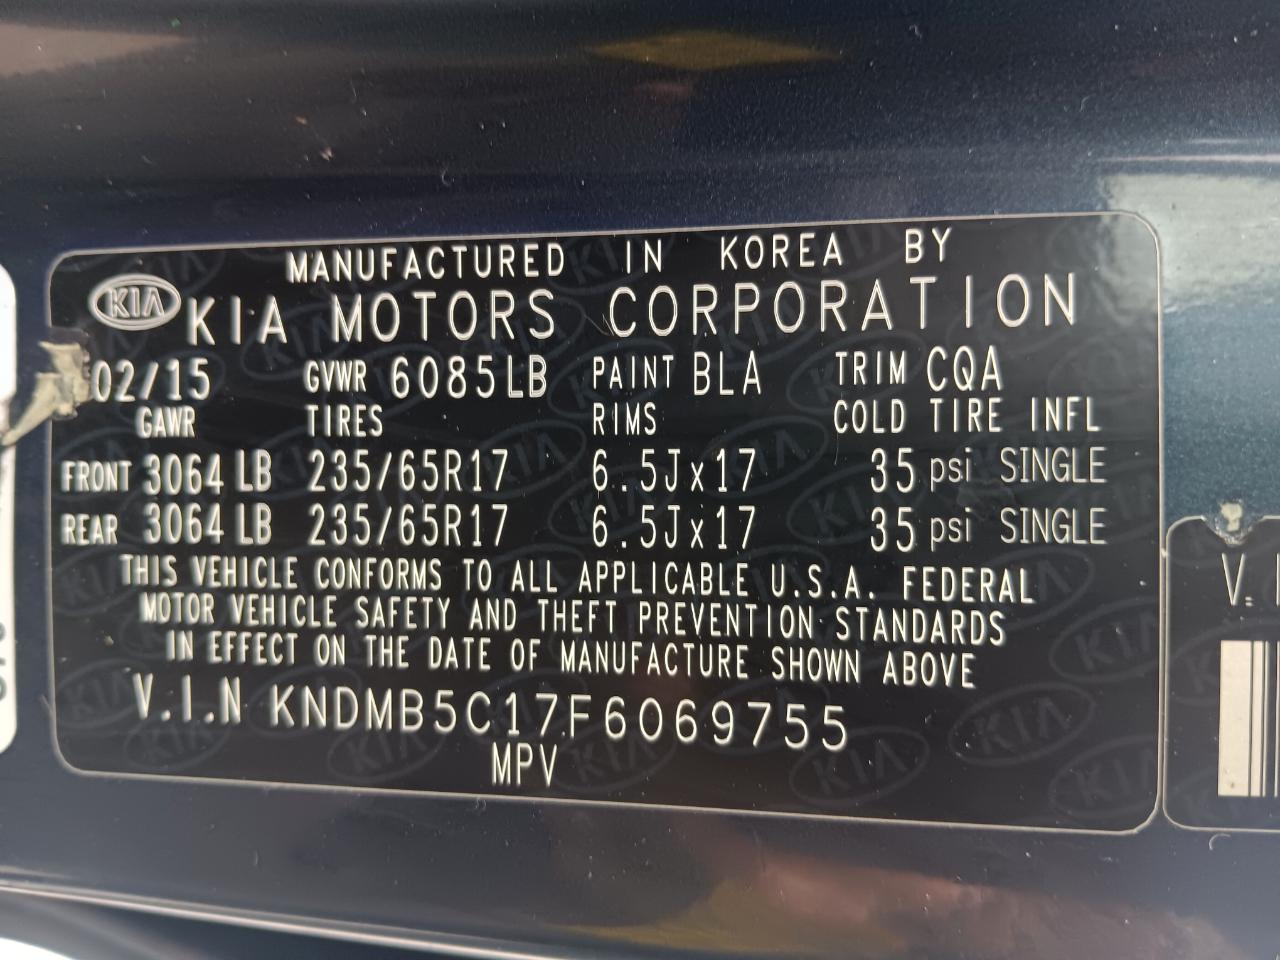 MANUFACTURED IN KOREA BY
KIA KIA MOTORS CORPORATION
02/15 GVWR 6085LB PAINT BLA TRIM CQA
GAWR TIRES RIMS COLD TIRE INFL
FRONT 3064 LB 235/65R17 6.5Jx17 35 psi SINGLE
REAR 3064 LB 235/65R17 6.5Jx17 35 psi SINGLE
THIS VEHICLE CONFORMS TO ALL APPLICABLE U.S.A. FEDERAL
MOTOR VEHICLE SAFETY AND THEFT PREVENTION STANDARDS
IN EFFECT ON THE DATE OF MANUFACTURE SHOWN ABOVE
V.I.N KNDMB5C17F6069755
MPV